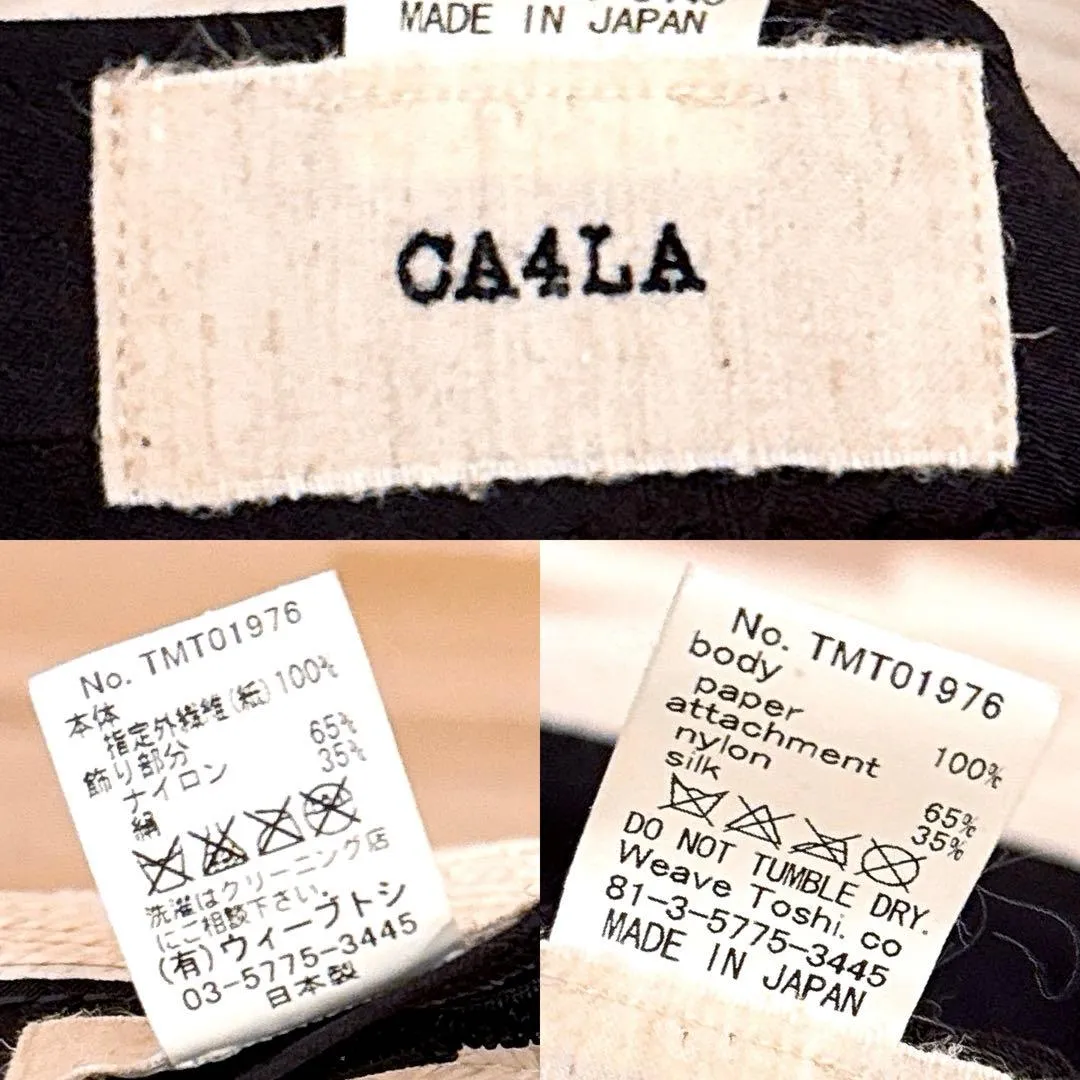 MADE IN JAPAN
CA4LA
No. TMT01976
本体
指定外繊維(紙)100%
飾り部分
ナイロン 65%
絹 35%
洗濯はクリーニング店
にご相談下さい.
(有)ウィーブトシ
03-5775-3445
日本製
No. TMT01976
body
paper 100%
attachment
nylon 65%
silk 35%
DO NOT TUMBLE DRY.
Weave Toshi. co
81-3-5775-3445
MADE IN JAPAN